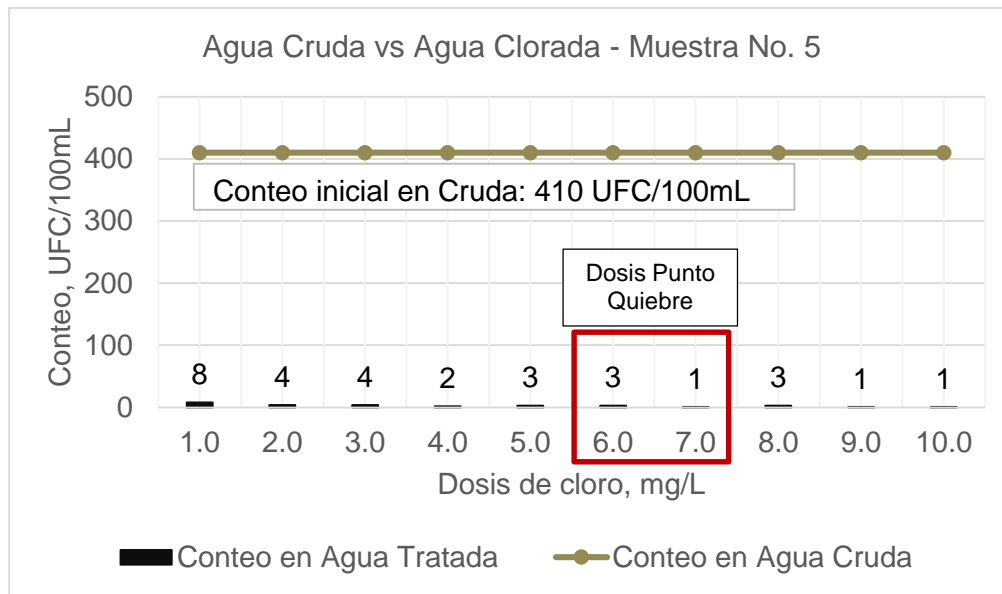 Agua Cruda vs Agua Clorada - Muestra No. 5
Conteo, UFC/100mL
500
400
300
200
100
0
Conteo inicial en Cruda: 410 UFC/100mL
Dosis Punto
Quiebre
8 4 4 2 3 3 1 3 1 1
1.0 2.0 3.0 4.0 5.0 6.0 7.0 8.0 9.0 10.0
Dosis de cloro, mg/L
Conteo en Agua Tratada Conteo en Agua Cruda